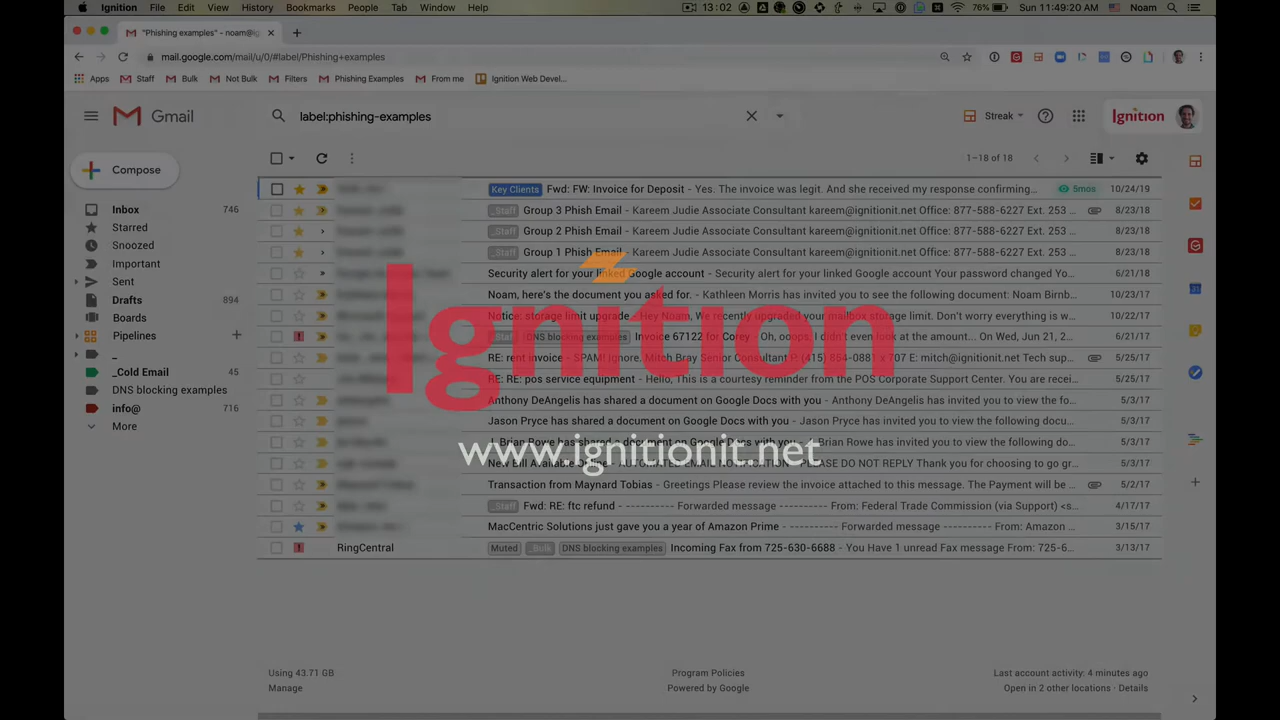 Ignition File Edit View History Bookmarks People Tab Window Help 13:02 76% Sun 11:49:20 AM Noam
"Phishing examples" - noam@ig
mail.google.com/mail/u/0/#label/Phishing+examples
Apps Staff Bulk Not Bulk Filters Phishing Examples From me Ignition Web Devel...
Gmail label:phishing-examples Streak Ignition
Compose 1–18 of 18
Inbox 746
Starred
Snoozed
Important
Sent
Drafts 894
Boards
Pipelines
_
_Cold Email 45
DNS blocking examples
info@ 716
More
Key Clients Fwd: FW: Invoice for Deposit - Yes. The invoice was legit. And she received my response confirming... 5mos 10/24/19
_Staff Group 3 Phish Email - Kareem Judie Associate Consultant kareem@ignitionit.net Office: 877-588-6227 Ext. 253 ... 8/23/18
_Staff Group 2 Phish Email - Kareem Judie Associate Consultant kareem@ignitionit.net Office: 877-588-6227 Ext. 253 ... 8/23/18
_Staff Group 1 Phish Email - Kareem Judie Associate Consultant kareem@ignitionit.net Office: 877-588-6227 Ext. 253 ... 8/23/18
Security alert for your linked Google account - Security alert for your linked Google account Your password changed Yo... 6/21/18
Noam, here's the document you asked for. - Kathleen Morris has invited you to see the following document: Noam Birnb... 10/23/17
Notice: storage limit upgrade - Hey Noam, We recently upgraded your mailbox storage limit. Don't worry everything is w... 10/22/17
_Staff DNS blocking examples Invoice 67122 for Corey - Oh, ooops. I didn't even look at the amount... On Wed, Jun 21, 2... 6/21/17
RE: rent invoice - SPAM! Ignore. Mitch Bray Senior Consultant (415) 854-0881 x 707 E: mitch@ignitionit.net Tech sup... 5/25/17
RE: RE: pos service equipment - Hello, This is a courtesy reminder from the POS Corporate Support Center. You are recei... 5/25/17
Anthony DeAngelis has shared a document on Google Docs with you - Anthony DeAngelis has invited you to view the fo... 5/3/17
Jason Pryce has shared a document on Google Docs with you - Jason Pryce has invited you to view the following docum... 5/3/17
J. Brian Rowe has shared a document on Google Docs with you - J. Brian Rowe has invited you to view the following do... 5/3/17
New Bill Available Online - AUTOMATED NOTIFICATION - PLEASE DO NOT REPLY Thank you for choosing to go gr... 5/3/17
Transaction from Maynard Tobias - Greetings Please review the invoice attached to this message. The Payment will be ... 5/2/17
_Staff Fwd: RE: ftc refund - ---------- Forwarded message ---------- From: Federal Trade Commission (via Support) <s... 4/17/17
MacCentric Solutions just gave you a year of Amazon Prime - ---------- Forwarded message ---------- From: Amazon ... 3/15/17
RingCentral Muted _Bulk DNS blocking examples Incoming Fax from 725-630-6688 - You Have 1 unread Fax message From: 725-6... 3/13/17
Ignition
www.ignitionit.net
Using 43.71 GB Program Policies Last account activity: 4 minutes ago
Manage Powered by Google Open in 2 other locations · Details